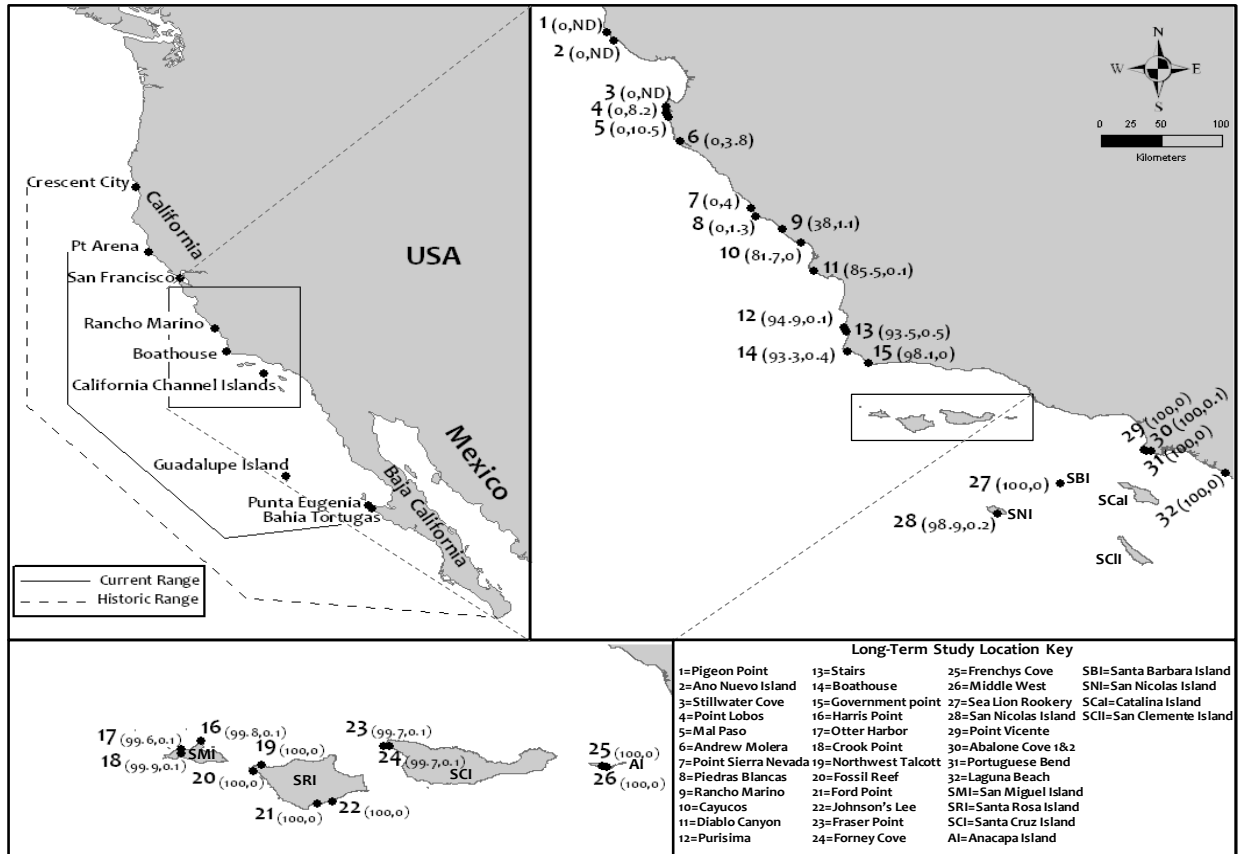 Crescent City
California
Pt Arena
USA
San Francisco
Rancho Marino
Boathouse
California Channel Islands
Mexico
Guadalupe Island
Punta Eugenia
Bahia Tortugas
Baja California
Current Range
Historic Range
1 (0,ND)
2 (0,ND)
3 (0,ND)
4 (0,8.2)
5 (0,10.5)
6 (0,3.8)
7 (0,4)
8 (0,1.3)
9 (38,1.1)
10 (81.7,0)
11 (85.5,0.1)
12 (94.9,0.1)
13 (93.5,0.5)
14 (93.3,0.4)
15 (98.1,0)
29 (100,0)
30 (100,0.1)
31 (100,0)
32 (100,0)
27 (100,0)
SBI
SCaI
28 (98.9,0.2)
SNI
SClI
N
W
E
S
0 25 50 100
Kilometers
16 (99.8,0.1)
17 (99.6,0.1)
SMI
18 (99.9,0.1)
19 (100,0)
20 (100,0)
SRI
21 (100,0)
22 (100,0)
23 (99.7,0.1)
24 (99.7,0.1)
SCI
25 (100,0)
AI
26 (100,0)
Long-Term Study Location Key
1=Pigeon Point
2=Ano Nuevo Island
3=Stillwater Cove
4=Point Lobos
5=Mal Paso
6=Andrew Molera
7=Point Sierra Nevada
8=Piedras Blancas
9=Rancho Marino
10=Cayucos
11=Diablo Canyon
12=Purisima
13=Stairs
14=Boathouse
15=Government point
16=Harris Point
17=Otter Harbor
18=Crook Point
19=Northwest Talcott
20=Fossil Reef
21=Ford Point
22=Johnson's Lee
23=Fraser Point
24=Forney Cove
25=Frenchys Cove
26=Middle West
27=Sea Lion Rookery
28=San Nicolas Island
29=Point Vicente
30=Abalone Cove 1&2
31=Portuguese Bend
32=Laguna Beach
SMI=San Miguel Island
SRI=Santa Rosa Island
SCI=Santa Cruz Island
AI=Anacapa Island
SBI=Santa Barbara Island
SNI=San Nicolas Island
SCaI=Catalina Island
SClI=San Clemente Island